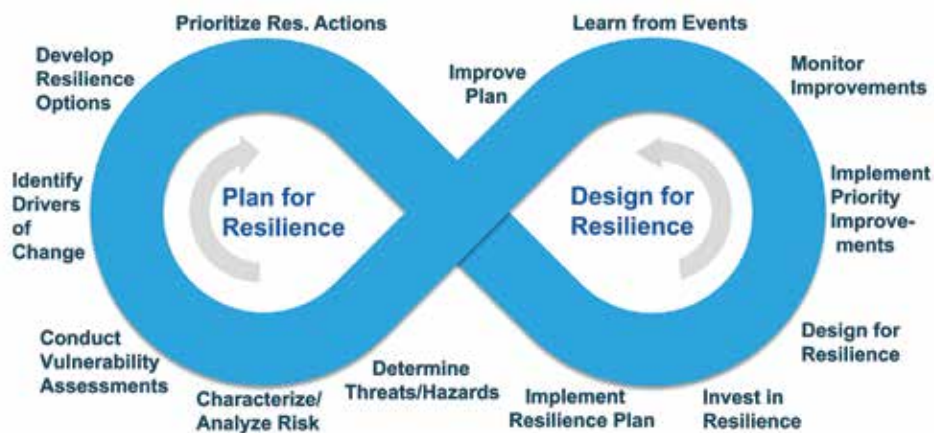 Prioritize Res. Actions
Learn from Events
Develop
Resilience
Options
Improve
Plan
Monitor
Improvements
Identify
Drivers
of
Change
Plan for
Resilience
Design for
Resilience
Implement
Priority
Improve-
ments
Conduct
Vulnerability
Assessments
Characterize/
Analyze Risk
Determine
Threats/Hazards
Implement
Resilience Plan
Invest in
Resilience
Design for
Resilience